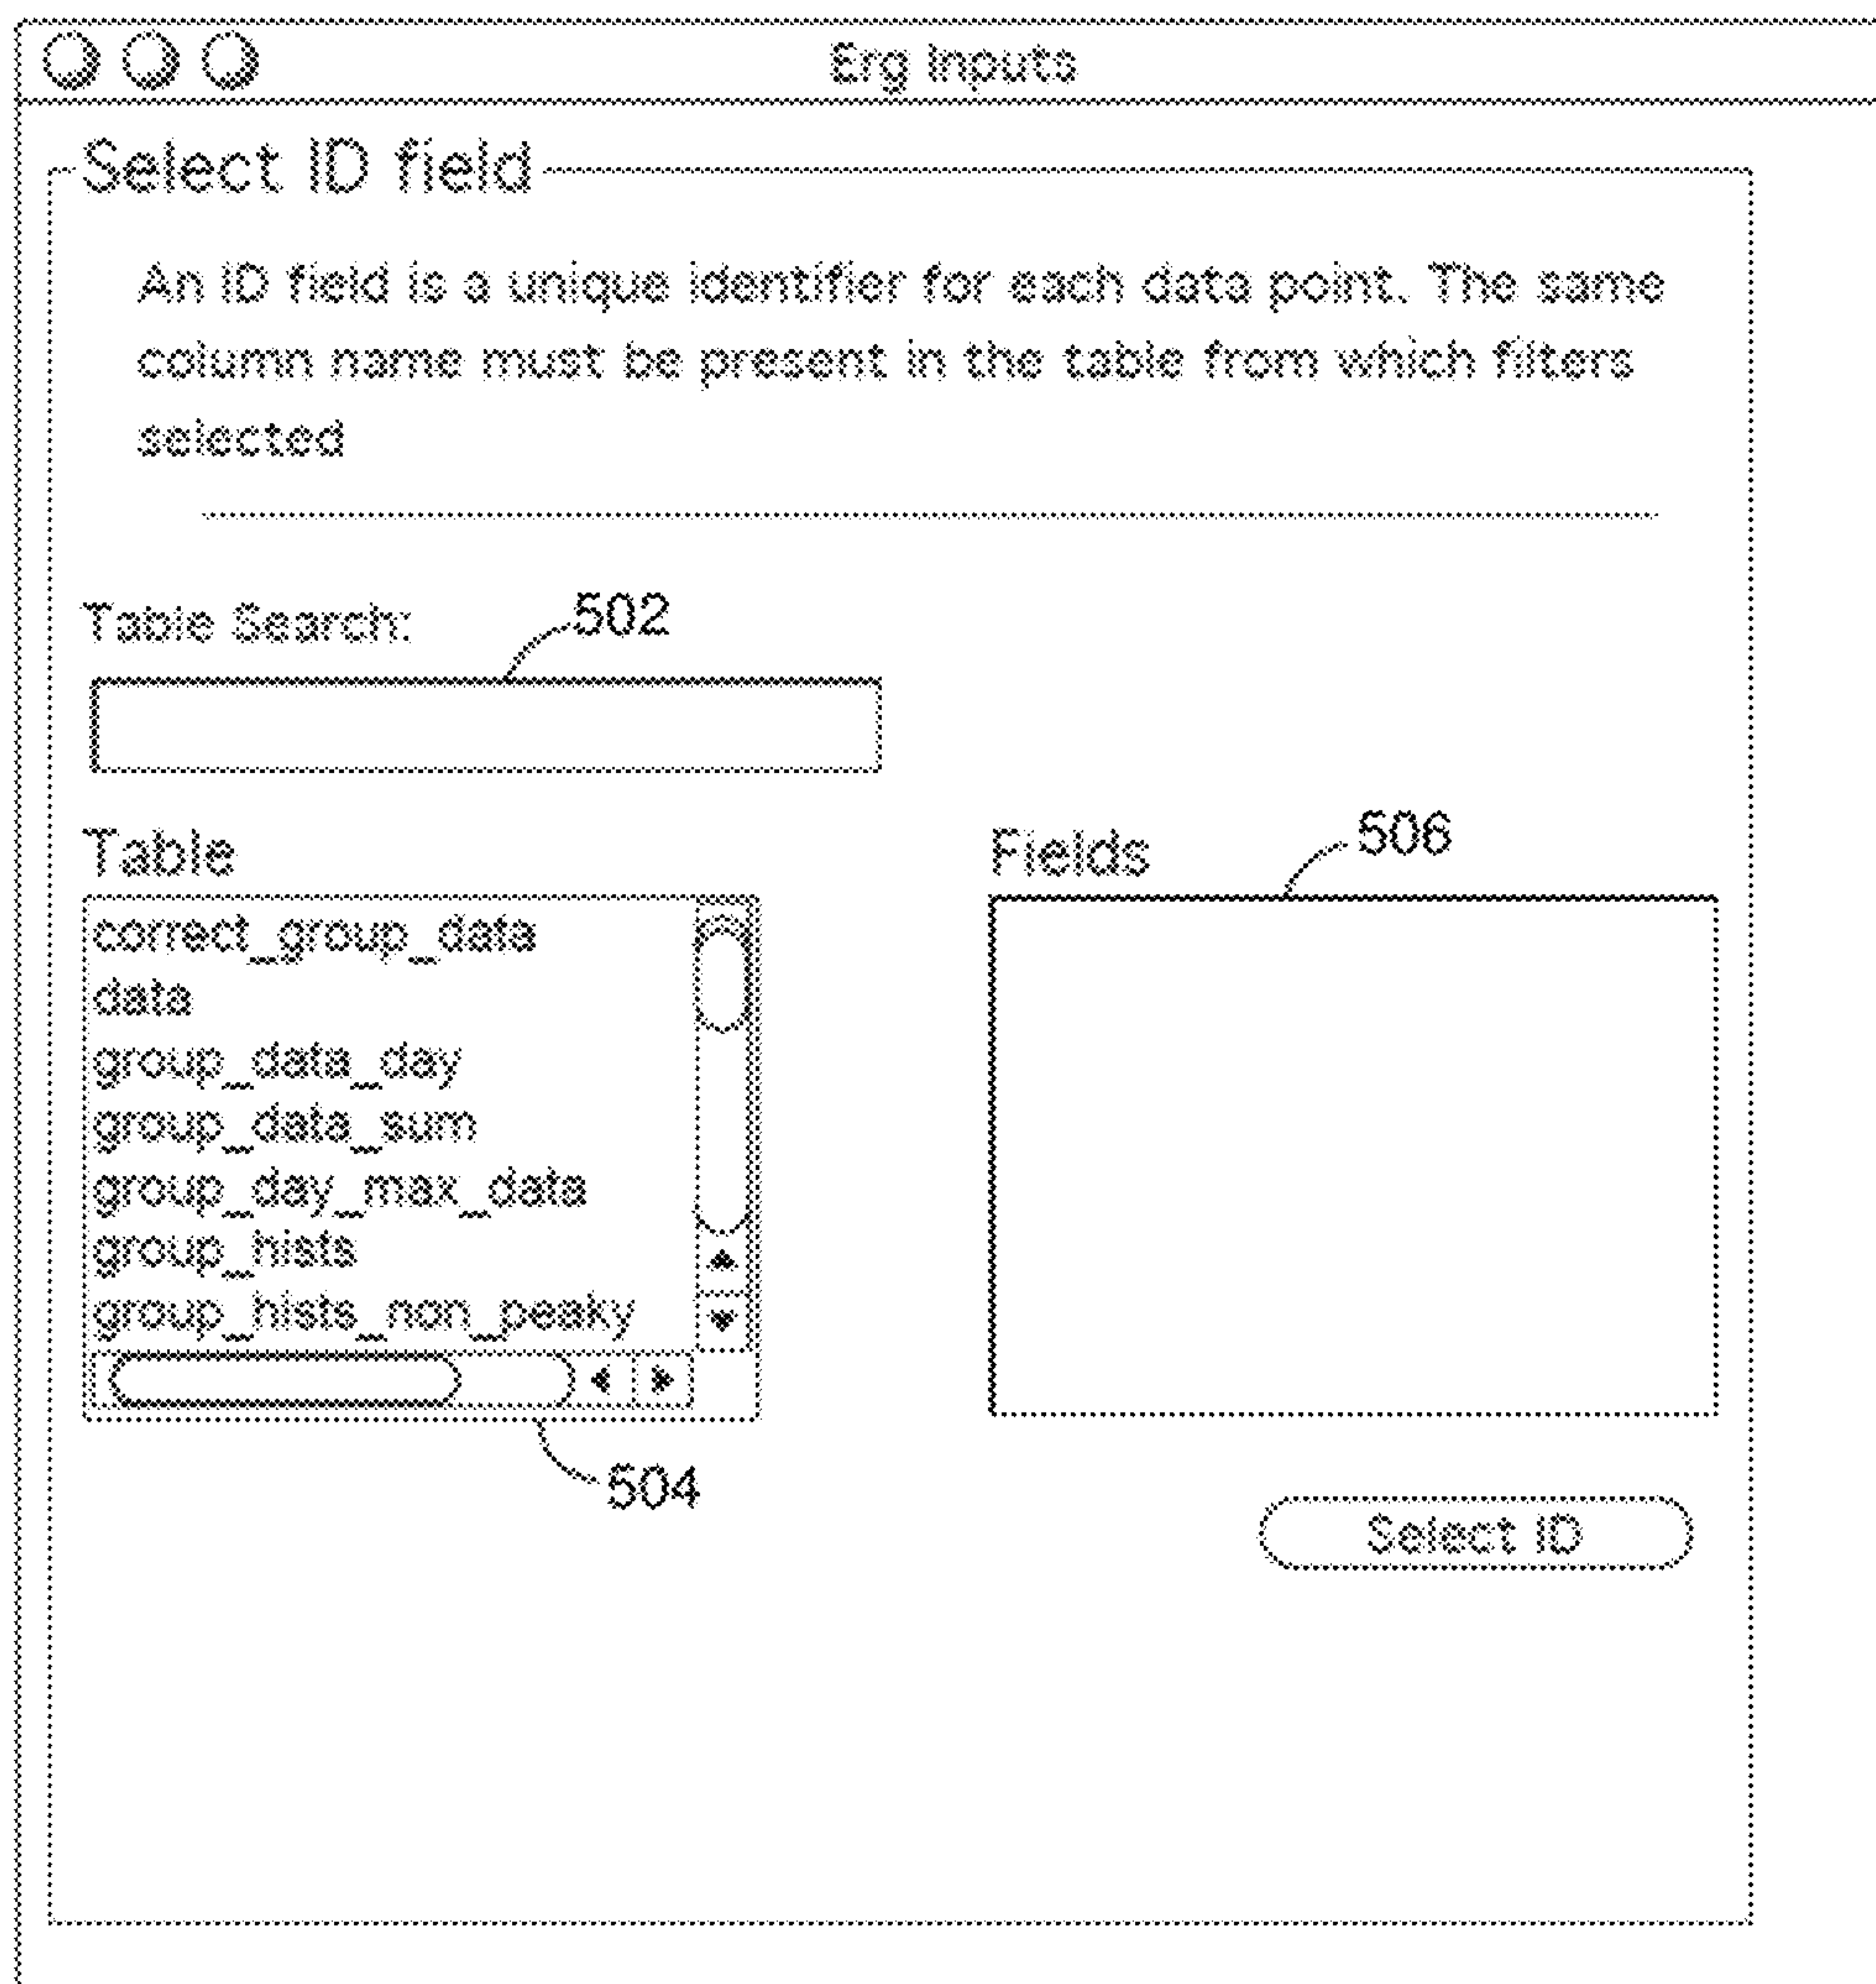 Erg Inputs
Select ID field
An ID field is a unique identifier for each data point. The same
column name must be present in the table from which filters
selected
Table Search:
502
Table
correct_group_data
data
group_data_day
group_data_sum
group_day_max_data
group_hists
group_hists_non_peaky
504
Fields
506
Select ID